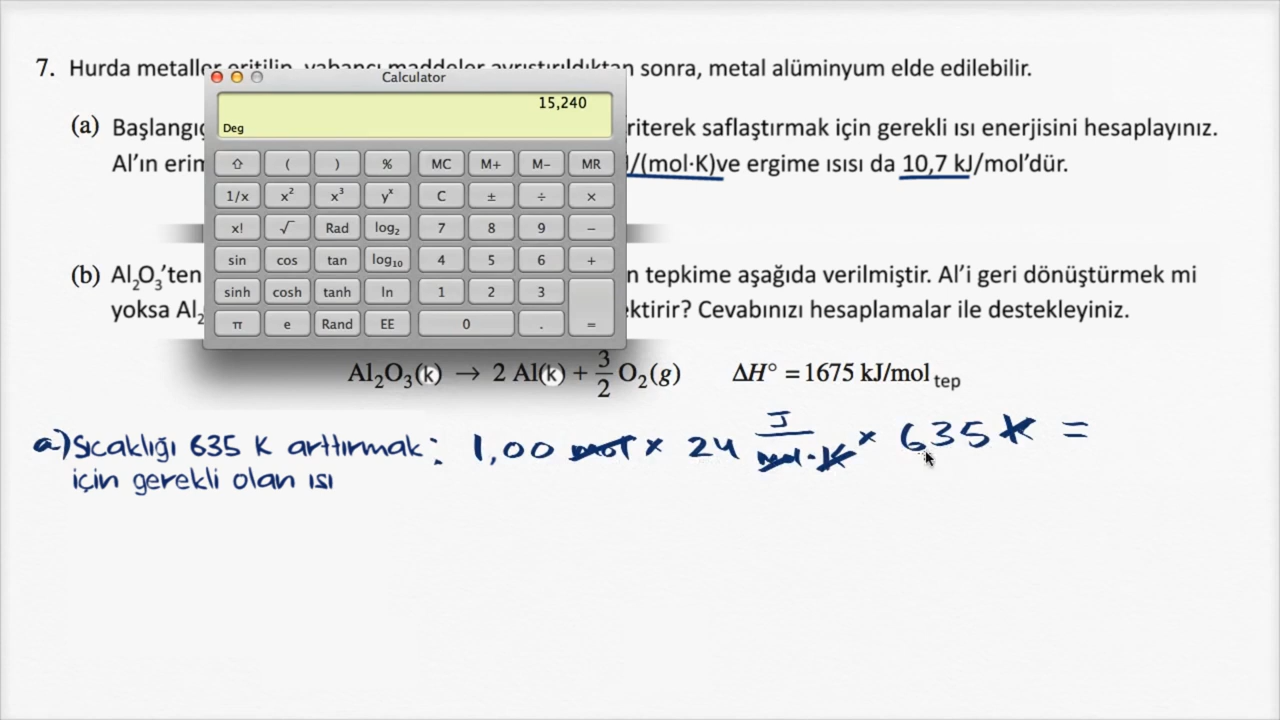 7. Hurda metaller eritilip, yabancı maddeler ayrıştırıldıktan sonra, metal alüminyum elde edilebilir.
Calculator
15,240
Deg
(a) Başlangıç riterek saflaştırmak için gerekli ısı enerjisini hesaplayınız.
Al’ın erim J/(mol·K)ve ergime ısısı da 10,7 kJ/mol’dür.
⇧ ( ) % MC M+ M− MR
1/x x² x³ yˣ C ± ÷ ×
x! √ Rad log₂ 7 8 9 −
sin cos tan log₁₀ 4 5 6 +
sinh cosh tanh ln 1 2 3
π e Rand EE 0 . =
(b) Al₂O₃’ten n tepkime aşağıda verilmiştir. Al’i geri dönüştürmek mi
yoksa Al₂ ektirir? Cevabınızı hesaplamalar ile destekleyiniz.
Al₂O₃(k) → 2 Al(k) + 3/2 O₂(g) ΔH° = 1675 kJ/mol tep
a) Sıcaklığı 635 K arttırmak : 1,00 mol × 24 J/mol·K × 635 K =
için gerekli olan ısı